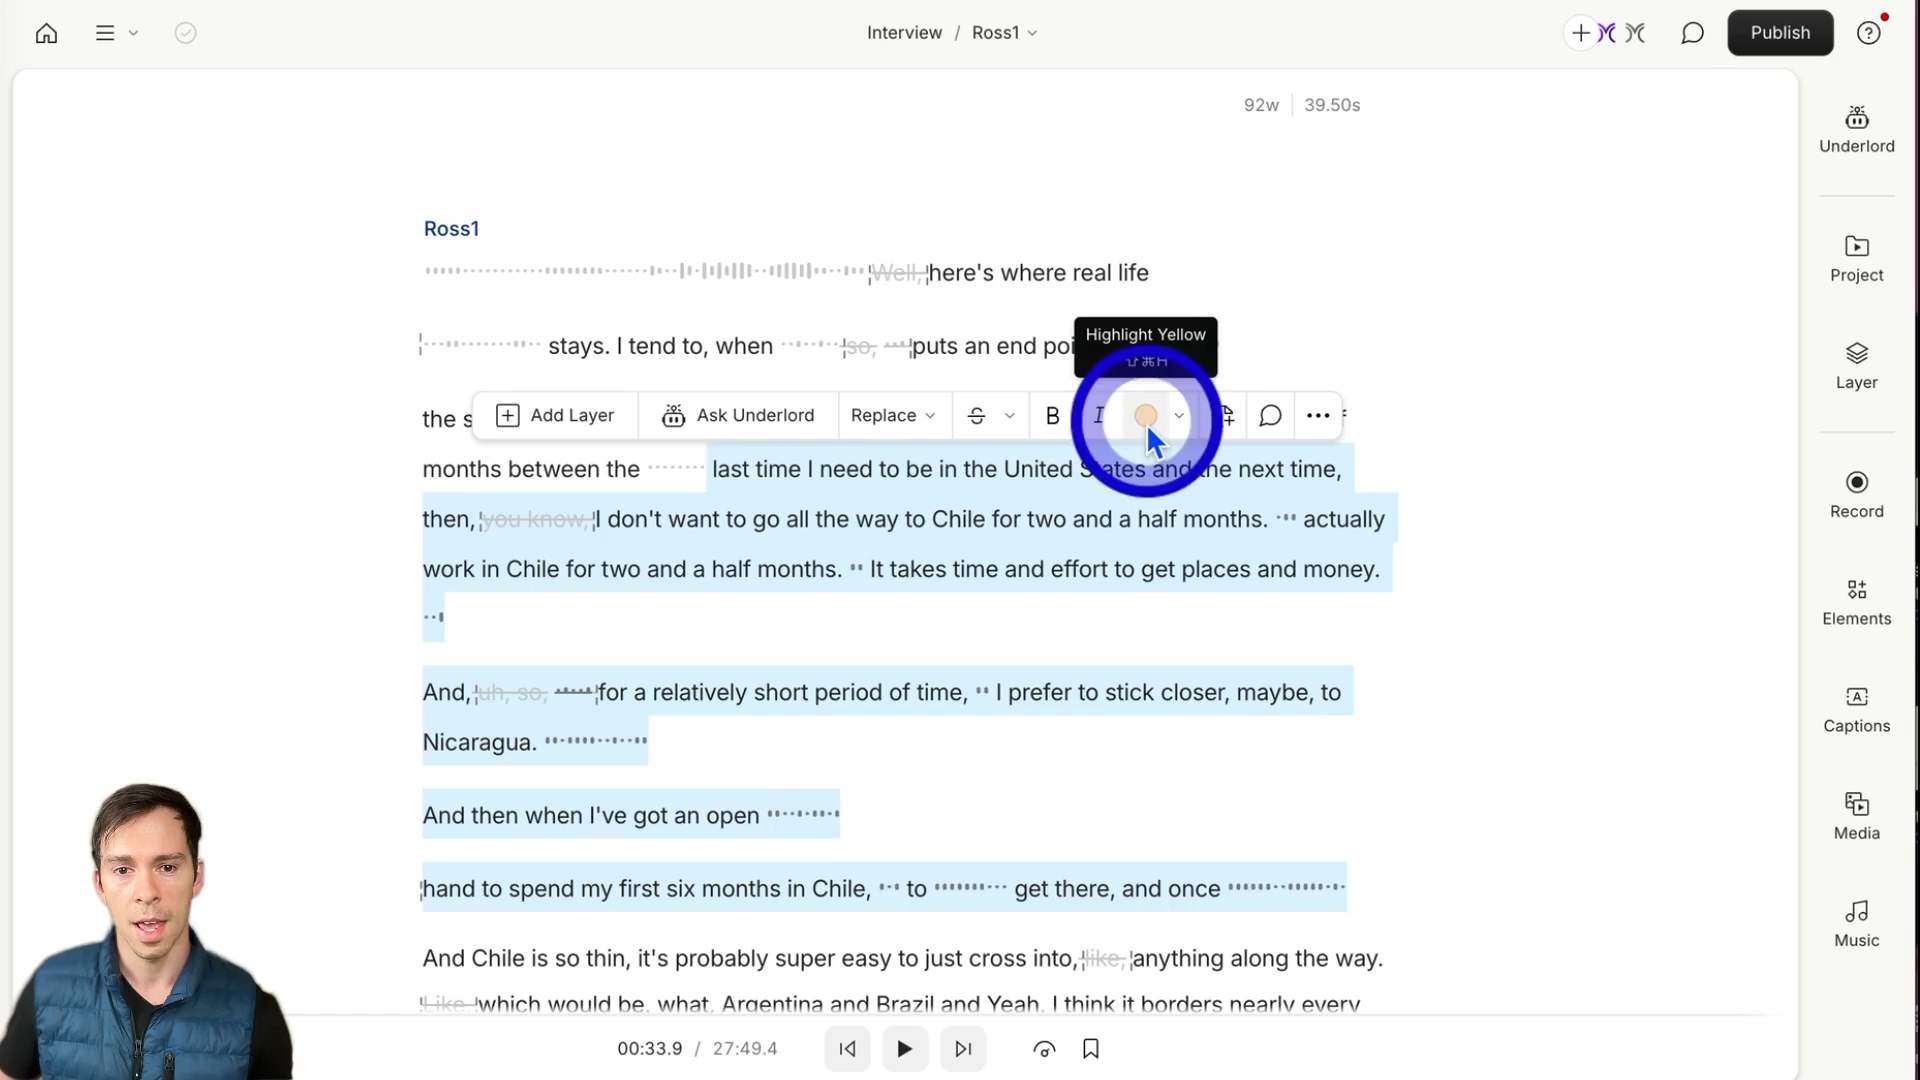 Interview / Ross1
Publish
92w 39.50s
Underlord
Project
Layer
Record
Elements
Captions
Media
Music
Ross1
Well, here's where real life
stays. I tend to, when so, puts an end poi
Highlight Yellow
⇧⌘H
the s
Add Layer Ask Underlord Replace S B I
months between the last time I need to be in the United States and the next time,
then, you know, I don't want to go all the way to Chile for two and a half months. actually
work in Chile for two and a half months. It takes time and effort to get places and money.
And, uh, so, for a relatively short period of time, I prefer to stick closer, maybe, to
Nicaragua.
And then when I've got an open
hand to spend my first six months in Chile, to get there, and once
And Chile is so thin, it's probably super easy to just cross into, like, anything along the way.
Like. which would be, what, Argentina and Brazil and Yeah, I think it borders nearly every
00:33.9 / 27:49.4